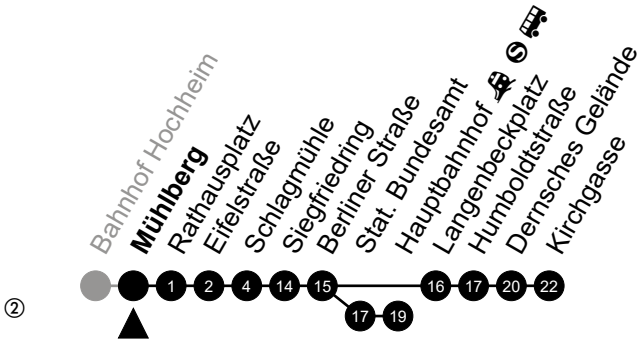 Bahnhof Hochheim
Mühlberg
Rathausplatz
Eifelstraße
Schlagmühle
Siegfriedring
Berliner Straße
Stat. Bundesamt
Hauptbahnhof S
Langenbeckplatz
Humboldtstraße
Dernsches Gelände
Kirchgasse
② 1 2 4 14 15 16 17 20 22
17 19